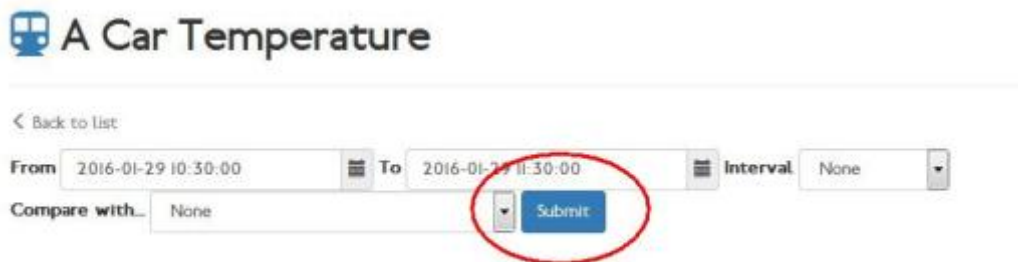 A Car Temperature
Back to list
From 2016-01-29 10:30:00 To 2016-01-29 11:30:00 Interval None
Compare with... None Submit